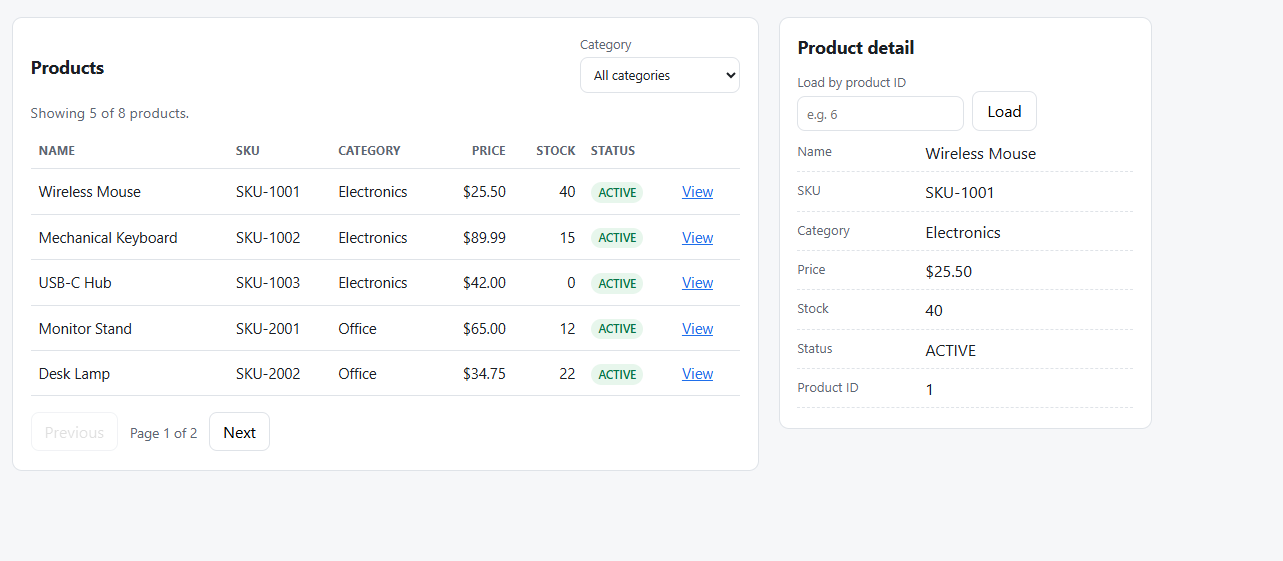 Category
Products
All categories
Showing 5 of 8 products.
NAME SKU CATEGORY PRICE STOCK STATUS
Wireless Mouse SKU-1001 Electronics $25.50 40 ACTIVE View
Mechanical Keyboard SKU-1002 Electronics $89.99 15 ACTIVE View
USB-C Hub SKU-1003 Electronics $42.00 0 ACTIVE View
Monitor Stand SKU-2001 Office $65.00 12 ACTIVE View
Desk Lamp SKU-2002 Office $34.75 22 ACTIVE View
Previous Page 1 of 2 Next
Product detail
Load by product ID
e.g. 6 Load
Name Wireless Mouse
SKU SKU-1001
Category Electronics
Price $25.50
Stock 40
Status ACTIVE
Product ID 1